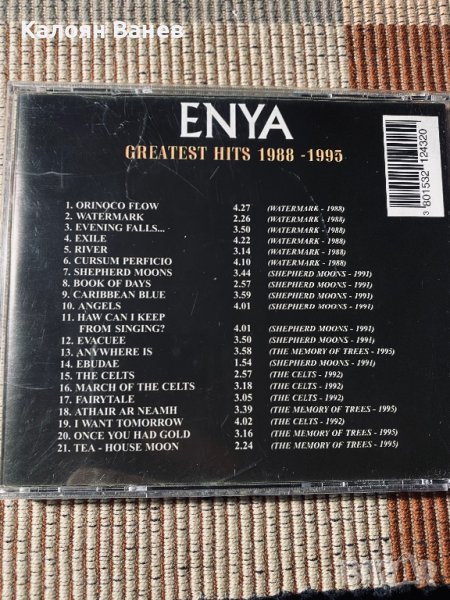 Калоян Ванев
ENYA
GREATEST HITS 1988 -1995
3 801532 124320
1. ORINOCO FLOW 4.27 (WATERMARK - 1988)
2. WATERMARK 2.26 (WATERMARK - 1988)
3. EVENING FALLS... 3.50 (WATERMARK - 1988)
4. EXILE 4.22 (WATERMARK - 1988)
5. RIVER 3.14 (WATERMARK - 1988)
6. CURSUM PERFICIO 4.10 (WATERMARK - 1988)
7. SHEPHERD MOONS 3.44 (SHEPHERD MOONS - 1991)
8. BOOK OF DAYS 2.57 (SHEPHERD MOONS - 1991)
9. CARIBBEAN BLUE 3.59 (SHEPHERD MOONS - 1991)
10. ANGELS 4.01 (SHEPHERD MOONS - 1991)
11. HAW CAN I KEEP
FROM SINGING? 4.01 (SHEPHERD MOONS - 1991)
12. EVACUEE 3.50 (SHEPHERD MOONS - 1991)
13. ANYWHERE IS 3.58 (THE MEMORY OF TREES - 1995)
14. EBUDAE 1.54 (SHEPHERD MOONS - 1991)
15. THE CELTS 2.57 (THE CELTS - 1992)
16. MARCH OF THE CELTS 3.18 (THE CELTS - 1992)
17. FAIRYTALE 3.05 (THE CELTS - 1992)
18. ATHAIR AR NEAMH 3.39 (THE MEMORY OF TREES - 1995)
19. I WANT TOMORROW 4.02 (THE CELTS - 1992)
20. ONCE YOU HAD GOLD 3.16 (THE MEMORY OF TREES - 1995)
21. TEA - HOUSE MOON 2.24 (THE MEMORY OF TREES - 1995)